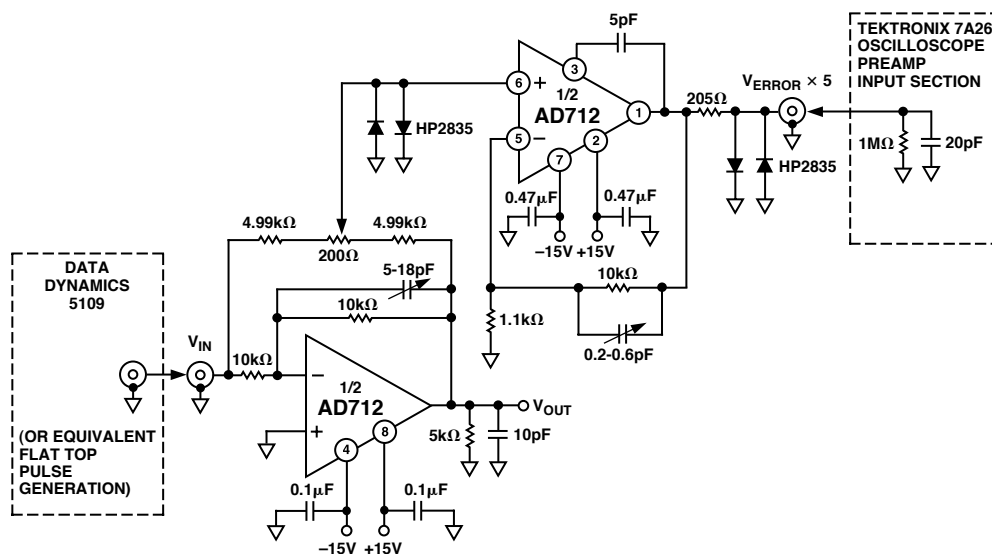 5pF
TEKTRONIX 7A26
OSCILLOSCOPE
PREAMP
INPUT SECTION
3
VERROR × 5
6
+
1/2
AD712
1
205Ω
HP2835
5
–
2
7
1MΩ
20pF
HP2835
0.47µF
0.47µF
–15V
+15V
4.99kΩ
4.99kΩ
200Ω
DATA
DYNAMICS
5109
5-18pF
10kΩ
10kΩ
1.1kΩ
0.2-0.6pF
VIN
10kΩ
–
1/2
AD712
VOUT
+
8
4
5kΩ
10pF
(OR EQUIVALENT
FLAT TOP
PULSE
GENERATION)
0.1µF
0.1µF
–15V
+15V